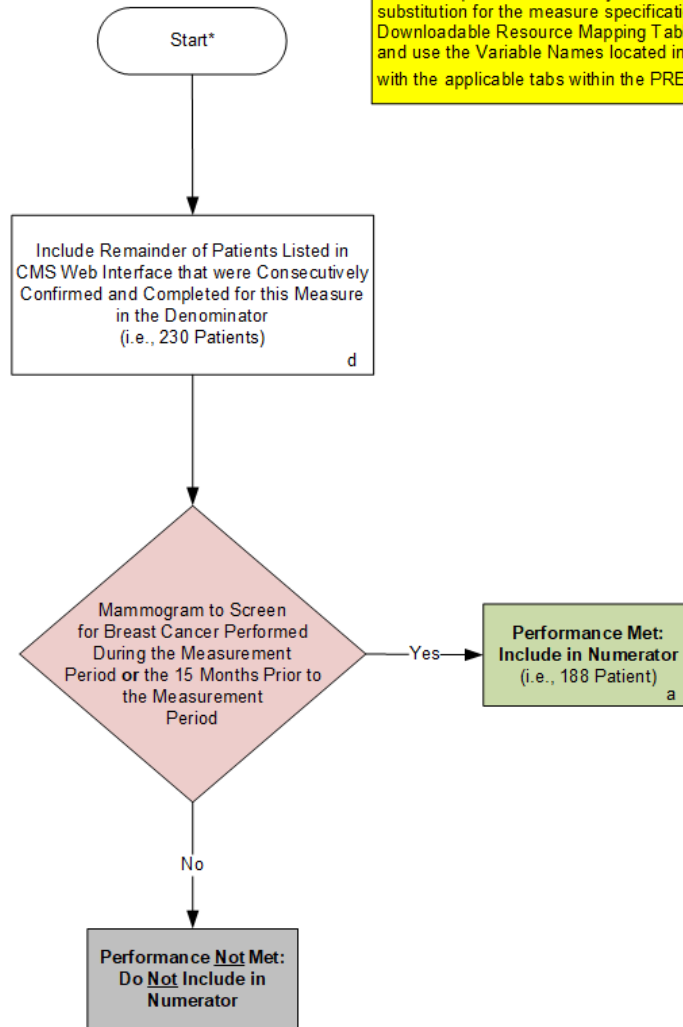 substitution for the measure specificati
Downloadable Resource Mapping Tab
and use the Variable Names located in
with the applicable tabs within the PRE
Start*
Include Remainder of Patients Listed in
CMS Web Interface that were Consecutively
Confirmed and Completed for this Measure
in the Denominator
(i.e., 230 Patients)
d
Mammogram to Screen
for Breast Cancer Performed
During the Measurement
Period or the 15 Months Prior to
the Measurement
Period
Yes
Performance Met:
Include in Numerator
(i.e., 188 Patient)
a
No
Performance Not Met:
Do Not Include in
Numerator